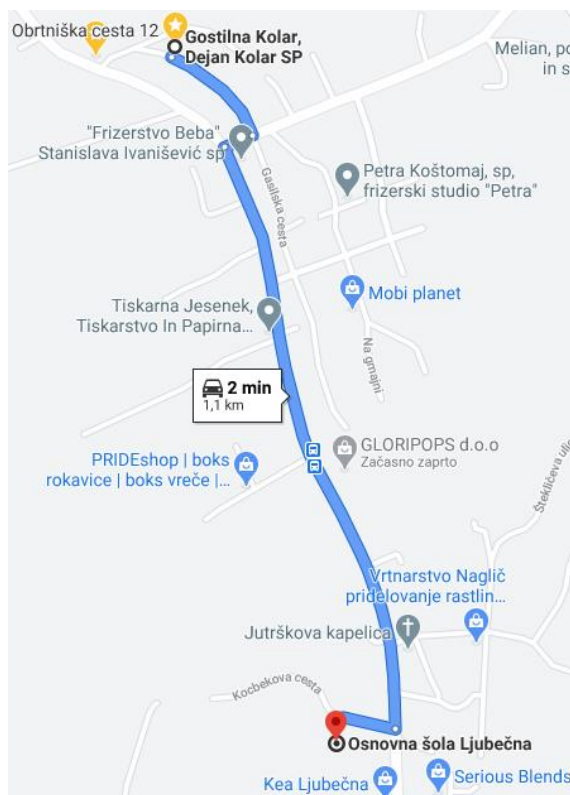 Obrtniška cesta 12
Gostilna Kolar,
Dejan Kolar SP
Melian, po
in s
"Frizerstvo Beba"
Stanislava Ivanišević sp
Gasilska cesta
Petra Koštomaj, sp,
frizerski studio "Petra"
Mobi planet
Tiskarna Jesenek,
Tiskarstvo In Papirna...
Na gmajni
2 min
1,1 km
GLORIPOPS d.o.o
Začasno zaprto
PRIDEshop | boks
rokavice | boks vreče |...
Štekličeva ulic
Vrtnarstvo Naglič
pridelovanje rastlin...
Jutrškova kapelica
Kocbekova cesta
Osnovna šola Ljubečna
Kea Ljubečna
Serious Blends